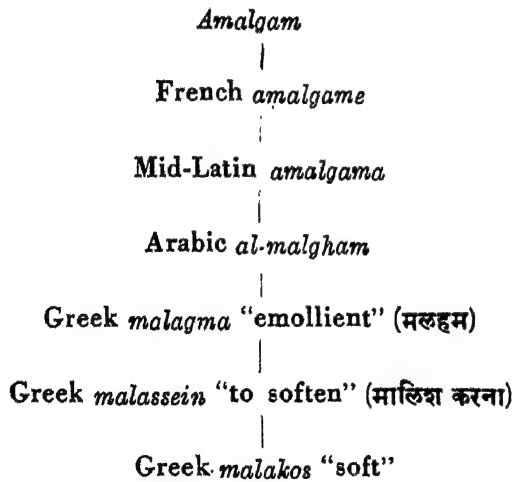 Amalgam
French amalgame
Mid-Latin amalgama
Arabic al-malgham
Greek malagma “emollient” (मलहम)
Greek malassein “to soften” (मालिश करना)
Greek malakos “soft”